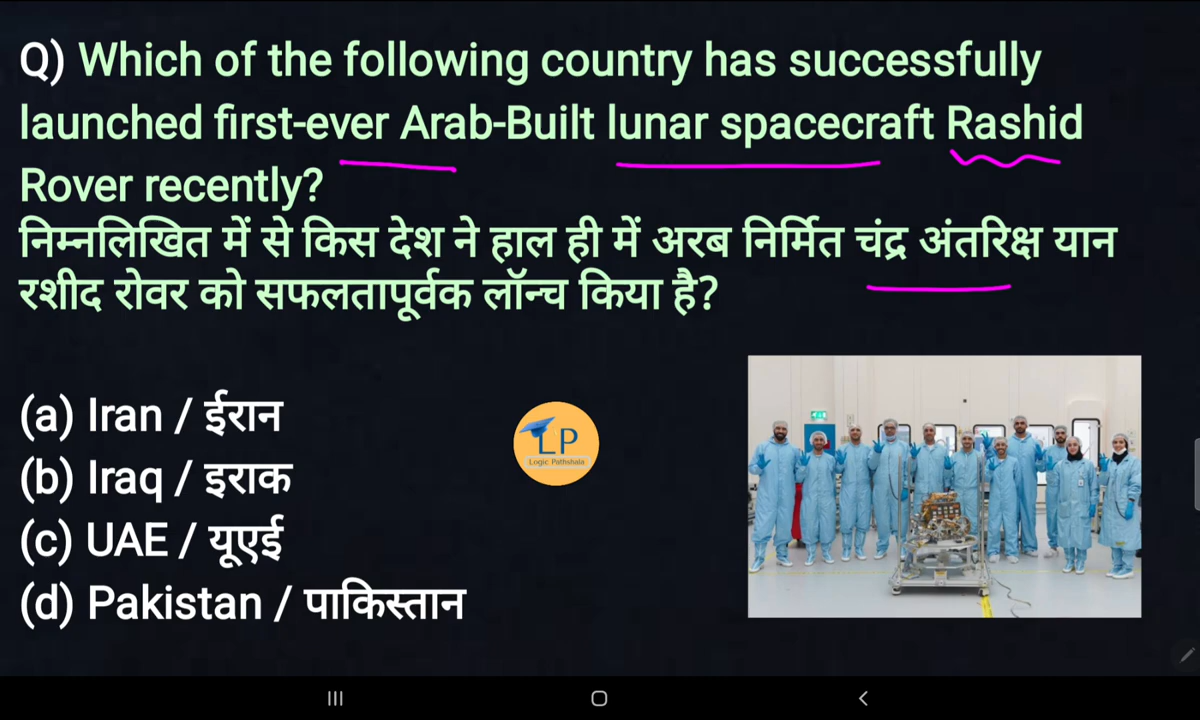 Q) Which of the following country has successfully
launched first-ever Arab-Built lunar spacecraft Rashid
Rover recently?
निम्नलिखित में से किस देश ने हाल ही में अरब निर्मित चंद्र अंतरिक्ष यान
रशीद रोवर को सफलतापूर्वक लॉन्च किया है?
(a) Iran / ईरान
(b) Iraq / इराक
(c) UAE / यूएई
(d) Pakistan / पाकिस्तान
LP
Logic Pathshala